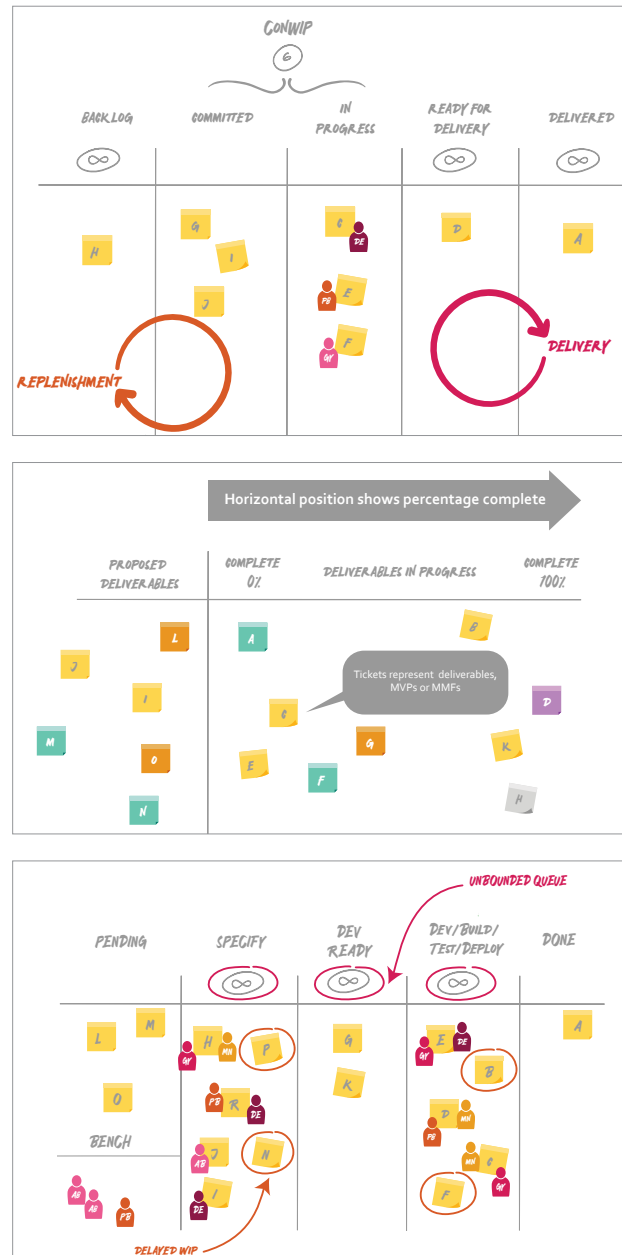 CONWIP
6
BACKLOG
COMMITTED
IN
PROGRESS
READY FOR
DELIVERY
DELIVERED
∞
∞
∞
H
G
I
J
C
DE
PB
E
GY
F
D
A
REPLENISHMENT
DELIVERY
Horizontal position shows percentage complete
PROPOSED
DELIVERABLES
COMPLETE
0%
DELIVERABLES IN PROGRESS
COMPLETE
100%
L
J
I
M
O
N
A
B
Tickets represent deliverables,
MVPs or MMFs
C
D
G
E
F
K
H
UNBOUNDED QUEUE
PENDING
SPECIFY
DEV
READY
DEV/BUILD/
TEST/DEPLOY
DONE
∞
∞
∞
L
M
O
BENCH
AB
AB
PB
H
GY
MN
P
PB
R
DE
AB
J
N
DE
I
G
K
E
GY
DE
B
D
PB
MN
MN
C
GY
F
A
DELAYED WIP